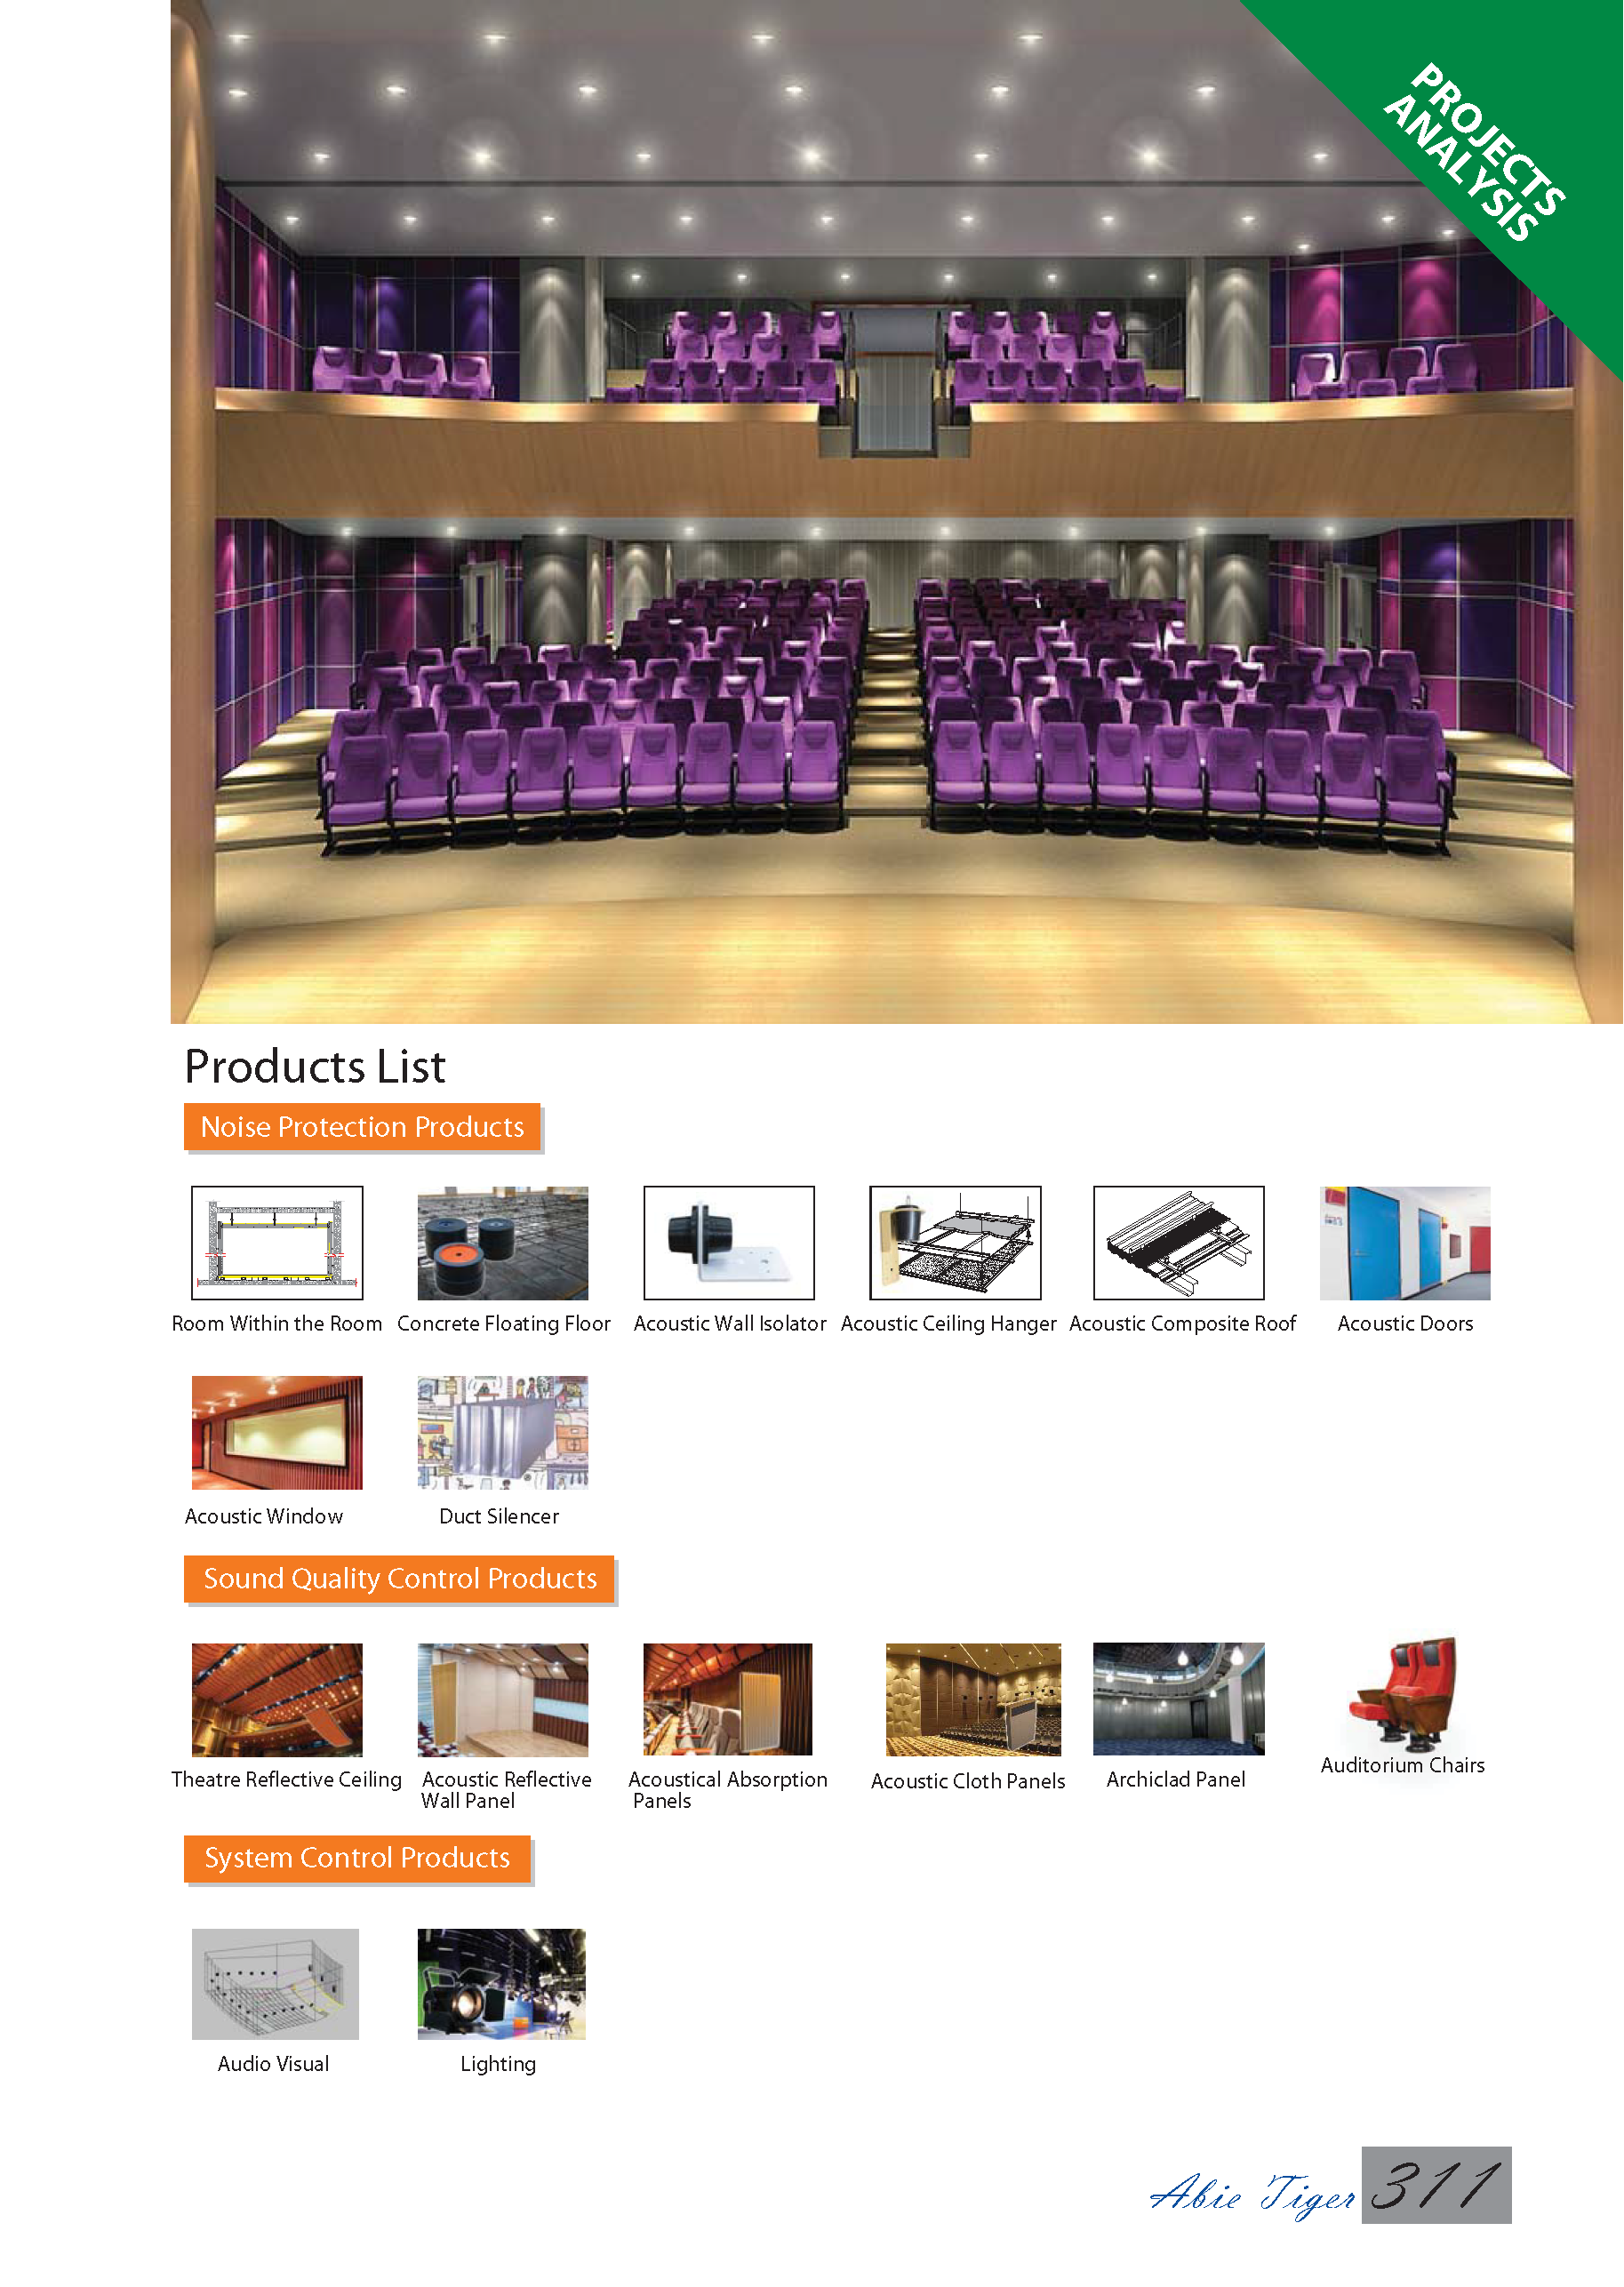 PROJECTS
ANALYSIS
Products List
Noise Protection Products
Room Within the Room
Concrete Floating Floor
Acoustic Wall Isolator
Acoustic Ceiling Hanger
Acoustic Composite Roof
Acoustic Doors
Acoustic Window
Duct Silencer
Sound Quality Control Products
Theatre Reflective Ceiling
Acoustic Reflective
Wall Panel
Acoustical Absorption
Panels
Acoustic Cloth Panels
Archiclad Panel
Auditorium Chairs
System Control Products
Audio Visual
Lighting
Abie Tiger 311